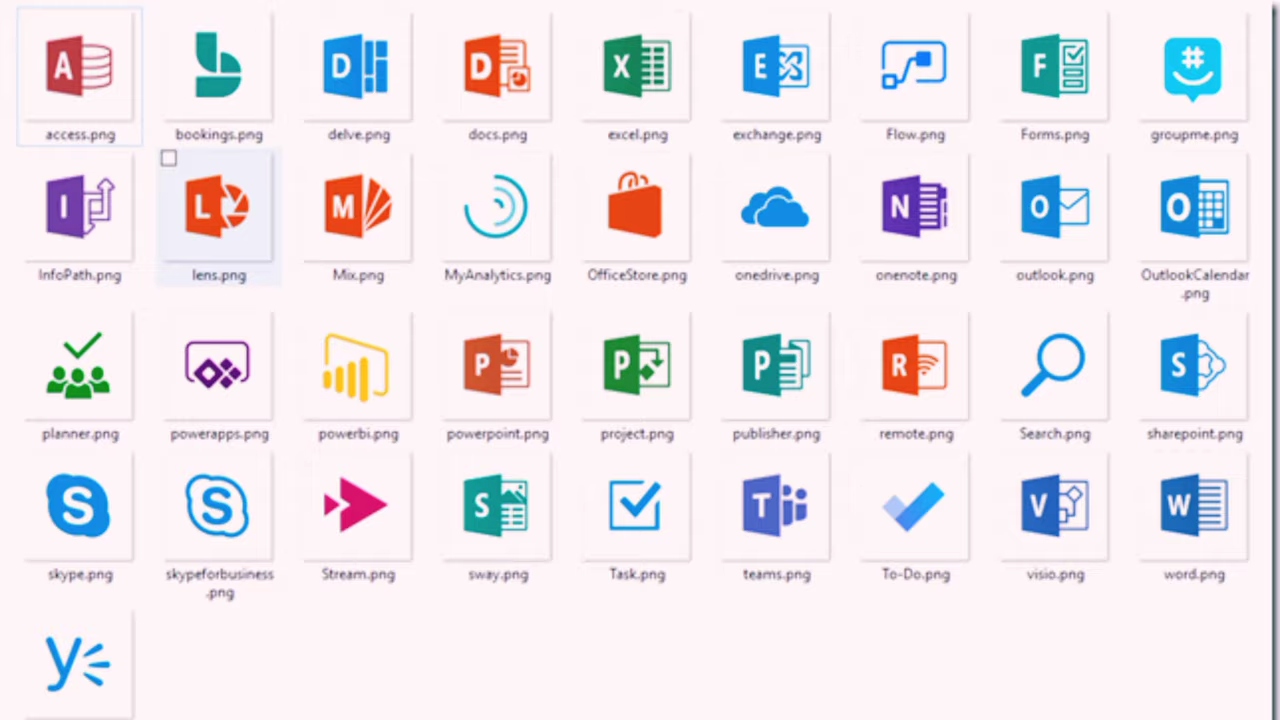 A
D
D
X
E
F
#
access.png
bookings.png
delve.png
docs.png
excel.png
exchange.png
Flow.png
Forms.png
groupme.png
I
L
M
N
O
O
InfoPath.png
lens.png
Mix.png
MyAnalytics.png
OfficeStore.png
onedrive.png
onenote.png
outlook.png
OutlookCalendar
.png
P
P
P
R
S
planner.png
powerapps.png
powerbi.png
powerpoint.png
project.png
publisher.png
remote.png
Search.png
sharepoint.png
S
S
S
T
V
W
skype.png
skypeforbusiness
.png
Stream.png
sway.png
Task.png
teams.png
To-Do.png
visio.png
word.png
y